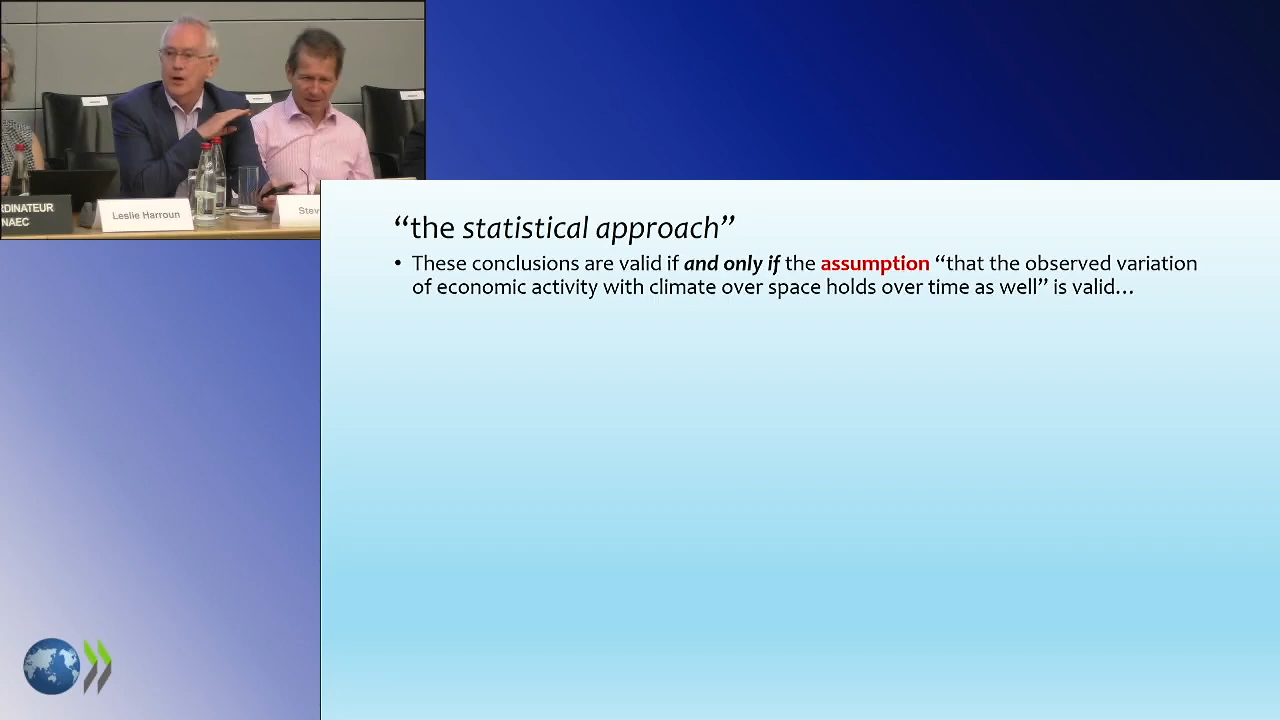 RDINATEUR
NAEC
Leslie Harroun
Stev
“the statistical approach”
• These conclusions are valid if and only if the assumption “that the observed variation
of economic activity with climate over space holds over time as well” is valid…